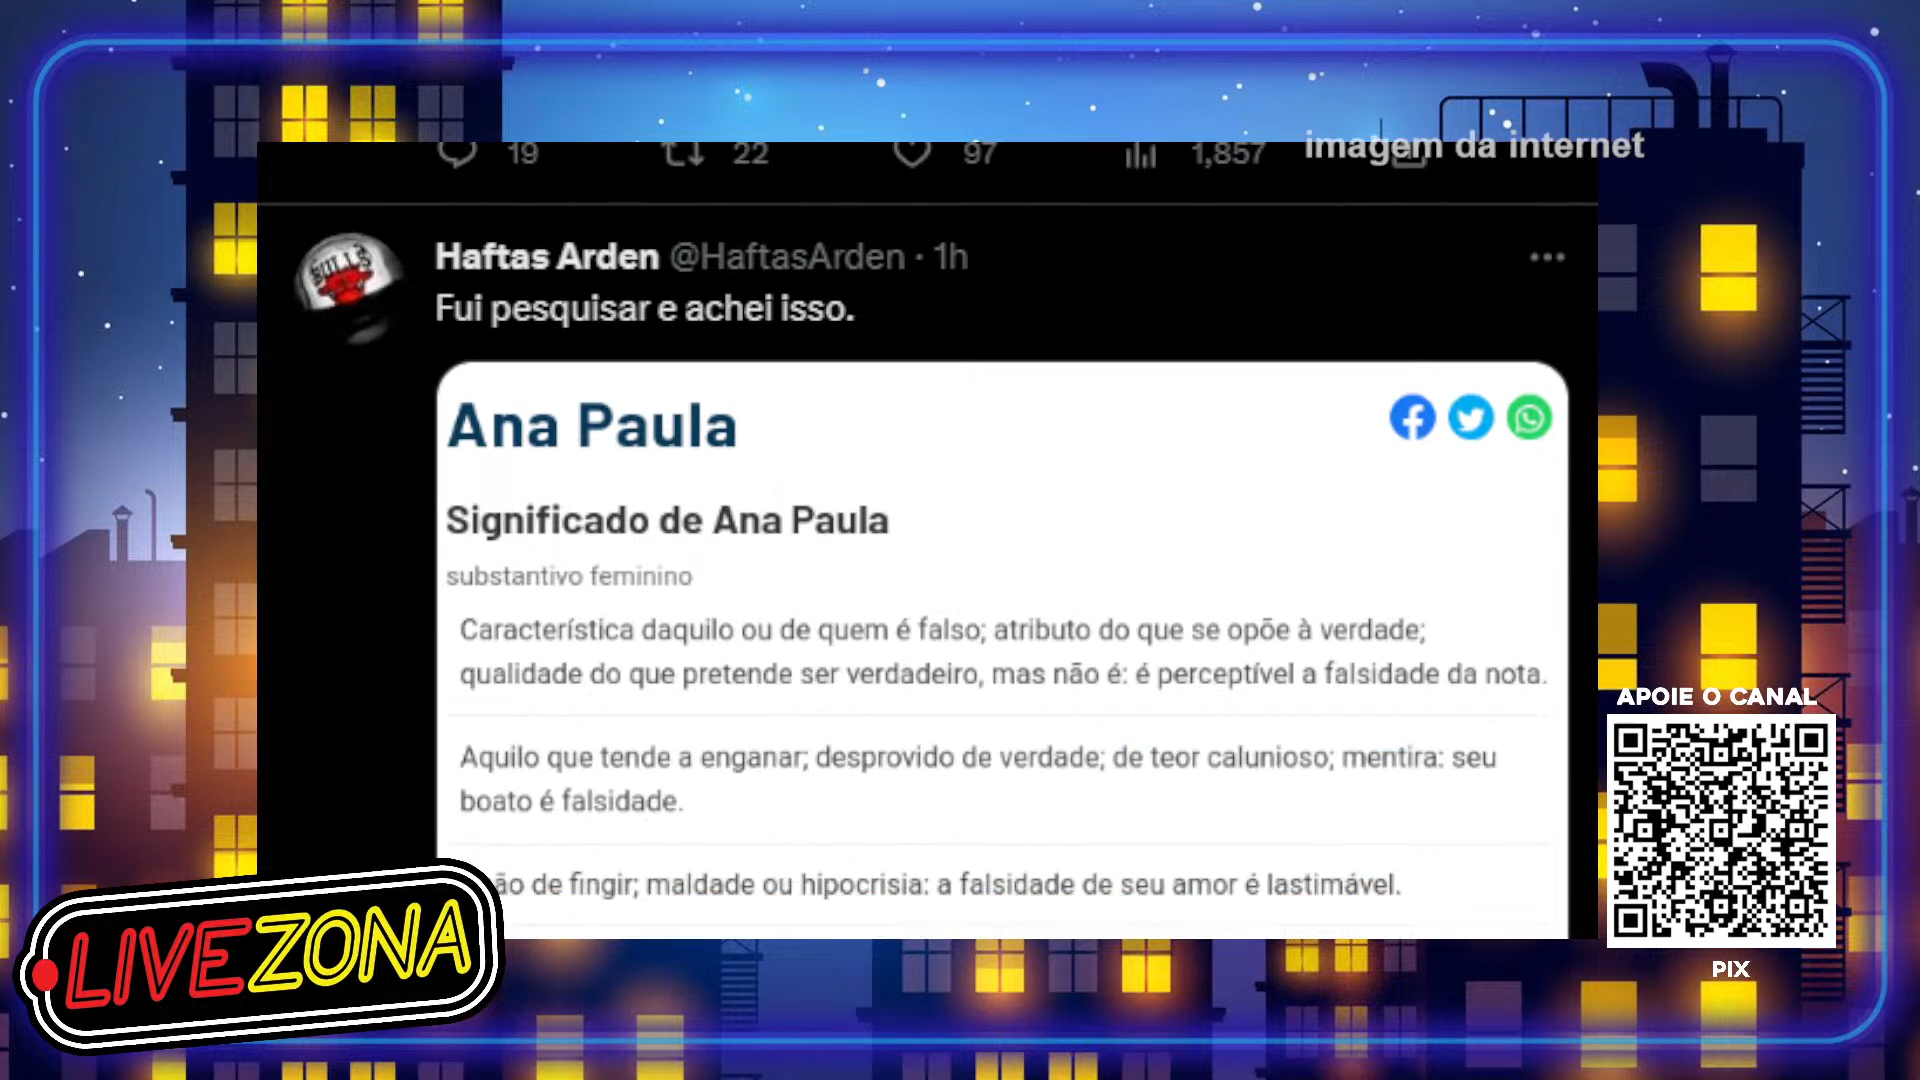 imagem da internet
19 22 97 1,857
Haftas Arden @HaftasArden · 1h
Fui pesquisar e achei isso.
BULLS
Ana Paula
Significado de Ana Paula
substantivo feminino
Característica daquilo ou de quem é falso; atributo do que se opõe à verdade;
qualidade do que pretende ser verdadeiro, mas não é: é perceptível a falsidade da nota.
Aquilo que tende a enganar; desprovido de verdade; de teor calunioso; mentira: seu
boato é falsidade.
ão de fingir; maldade ou hipocrisia: a falsidade de seu amor é lastimável.
APOIE O CANAL
PIX
LIVEZONA